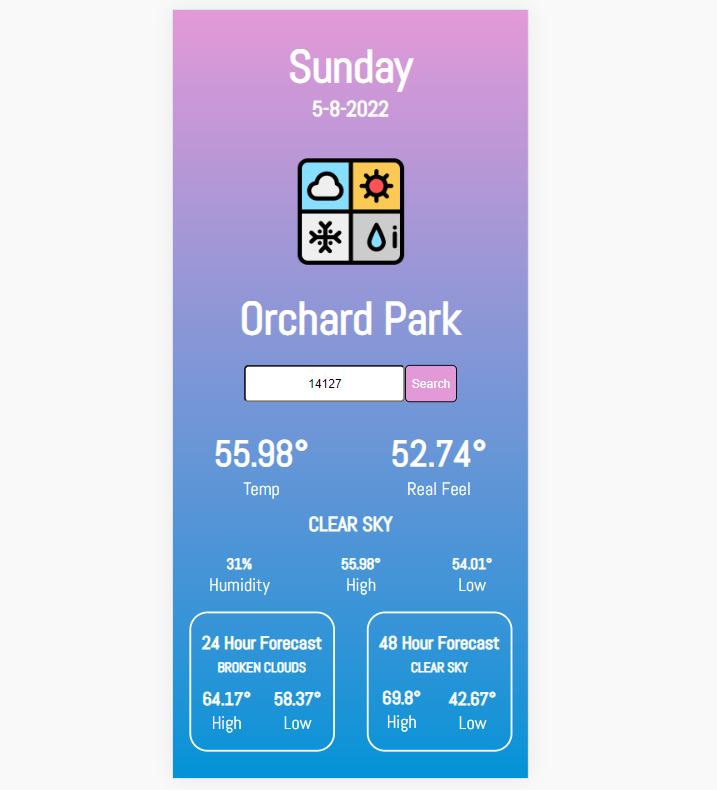 Sunday
5-8-2022
i
Orchard Park
14127 Search
55.98° 52.74°
Temp Real Feel
CLEAR SKY
31% 55.98° 54.01°
Humidity High Low
24 Hour Forecast 48 Hour Forecast
BROKEN CLOUDS CLEAR SKY
64.17° 58.37° 69.8° 42.67°
High Low High Low